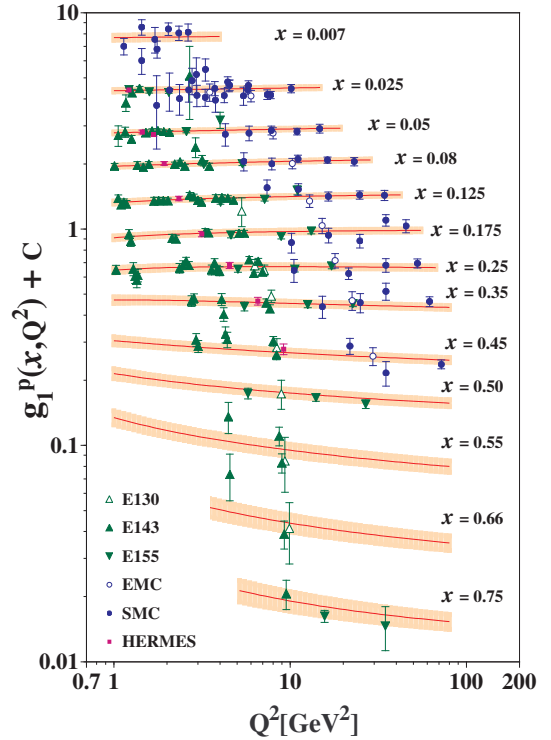 10
1
0.1
0.01
g₁ᵖ(x,Q²) + C
x = 0.007
x = 0.025
x = 0.05
x = 0.08
x = 0.125
x = 0.175
x = 0.25
x = 0.35
x = 0.45
x = 0.50
x = 0.55
x = 0.66
x = 0.75
E130
E143
E155
EMC
SMC
HERMES
0.7 1 10 100 200
Q²[GeV²]